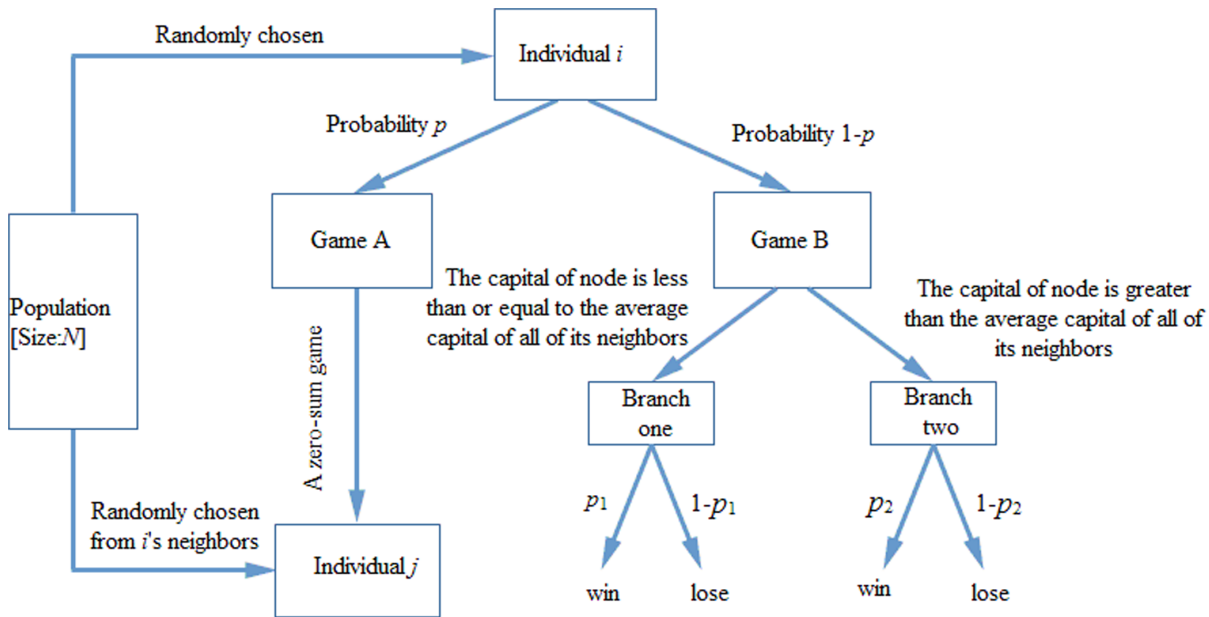 Randomly chosen
Individual i
Probability p
Probability 1-p
Game A
Game B
Population
[Size:N]
The capital of node is less
than or equal to the average
capital of all of its neighbors
The capital of node is greater
than the average capital of all of
its neighbors
A zero-sum game
Branch
one
Branch
two
p1
1-p1
p2
1-p2
Randomly chosen
from i's neighbors
Individual j
win
lose
win
lose